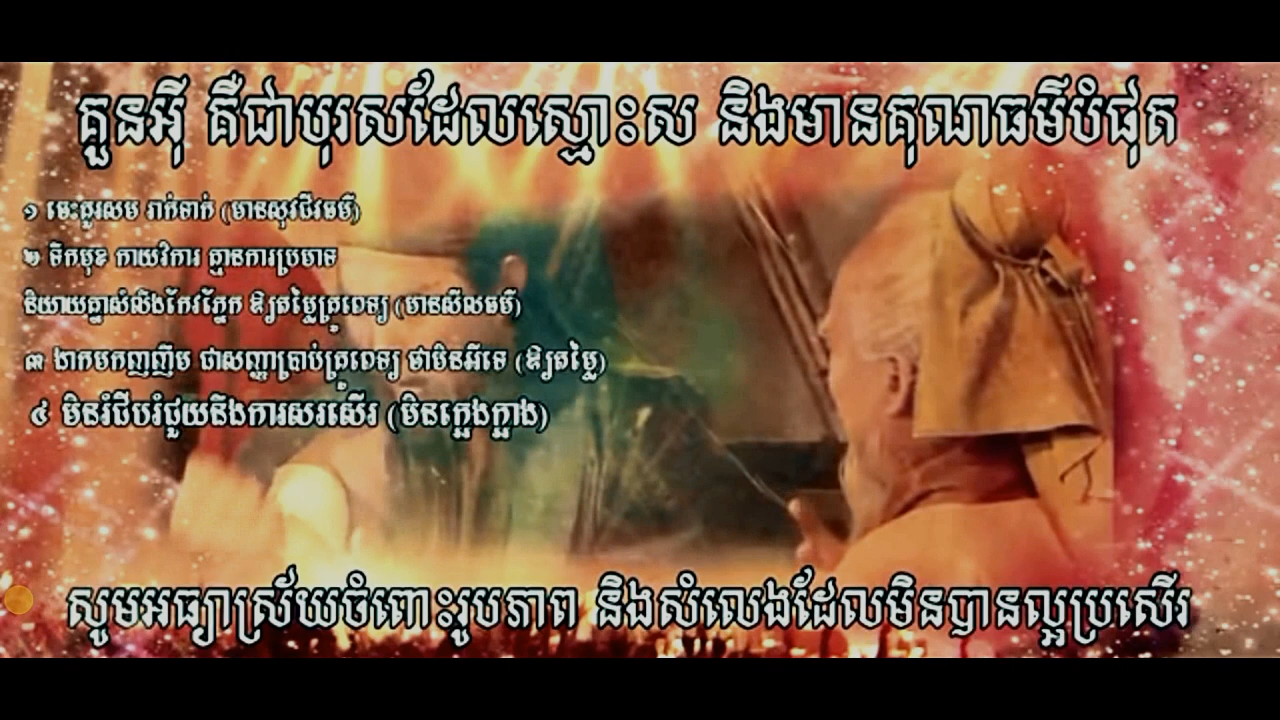 គួនអ៊ី គឺជាបុរសដែលស្មោះស និងមានគុណធម៌បំផុត
១ ចេះគួរសម រាក់ទាក់ (មានសុវជីវធម៌)
២ ទឹកមុខ កាយវិការ គ្មានការប្រមាទ
និយាយគ្នាសំលឹងកែវភ្នែក ឱ្យតម្លៃគ្រូពេទ្យ (មានសីលធម៌)
៣ ងាកមកញញឹម ជាសញ្ញាប្រាប់គ្រូពេទ្យ ថាមិនអីទេ (ឱ្យតម្លៃ)
៤ មិនរំជើបរំជួយនិងការសរសើរ (មិនក្អេងក្អាង)
សូមអធ្យាស្រ័យចំពោះរូបភាព និងសំលេងដែលមិនបានល្អប្រសើរ